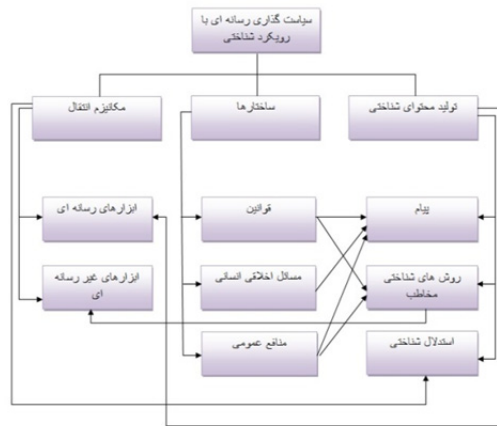 سیاست گذاری رسانه ای با
رویکرد شناختی
تولید محتوای شناختی
ساختارها
مکانیزم انتقال
پیام
قوانین
ابزارهای رسانه ای
روش های شناختی
مخاطب
مسائل اخلاقی انسانی
ابزارهای غیر رسانه
ای
استدلال شناختی
منافع عمومی